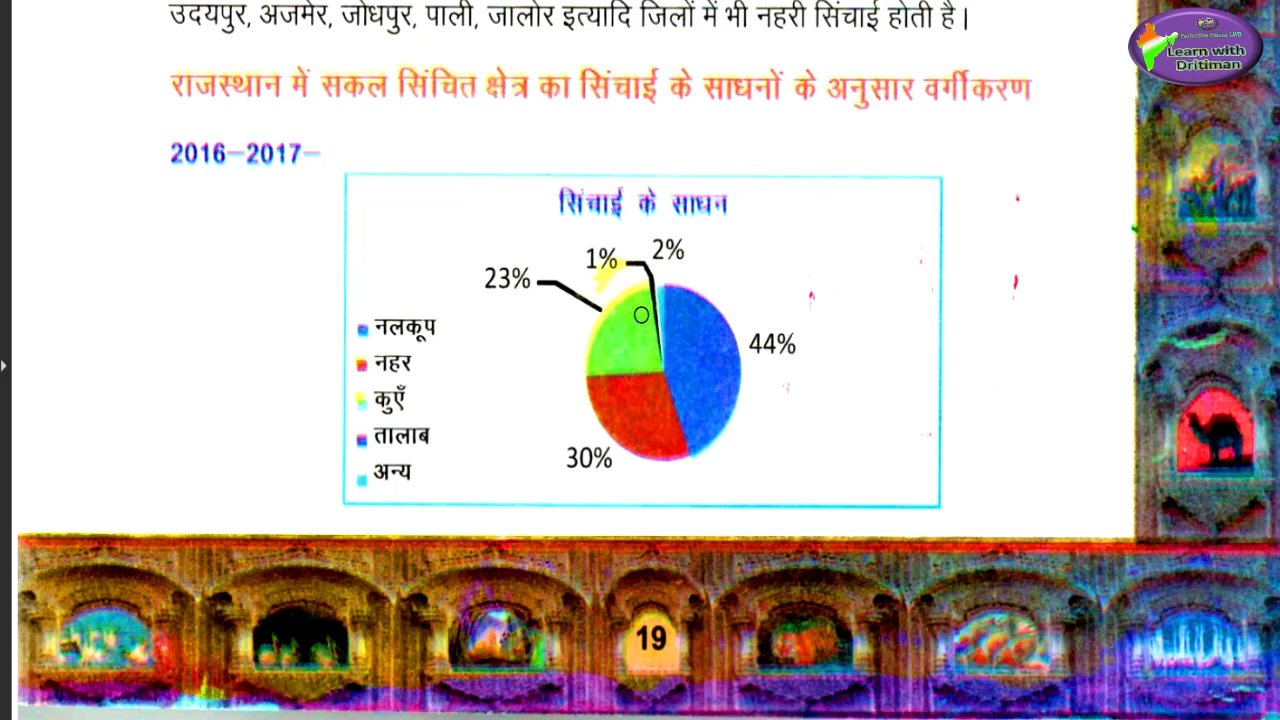 उदयपुर, अजमेर, जोधपुर, पाली, जालोर इत्यादि जिलों में भी नहरी सिंचाई होती है।
Learn with
Dritiman
राजस्थान में सकल सिंचित क्षेत्र का सिंचाई के साधनों के अनुसार वर्गीकरण
2016–2017–
सिंचाई के साधन
1% 2%
23%
44%
30%
नलकूप
नहर
कुएँ
तालाब
अन्य
19